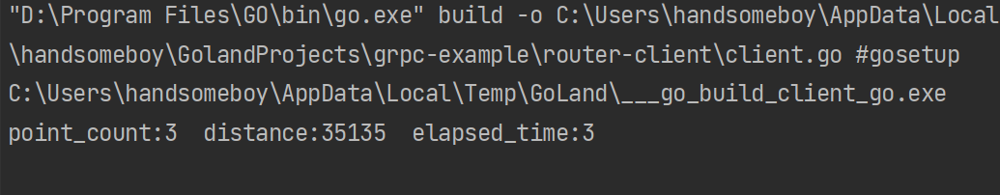 "D:\Program Files\GO\bin\go.exe" build -o C:\Users\handsomeboy\AppData\Local
\handsomeboy\GolandProjects\grpc-example\router-client\client.go #gosetup
C:\Users\handsomeboy\AppData\Local\Temp\GoLand\___go_build_client_go.exe
point_count:3  distance:35135  elapsed_time:3